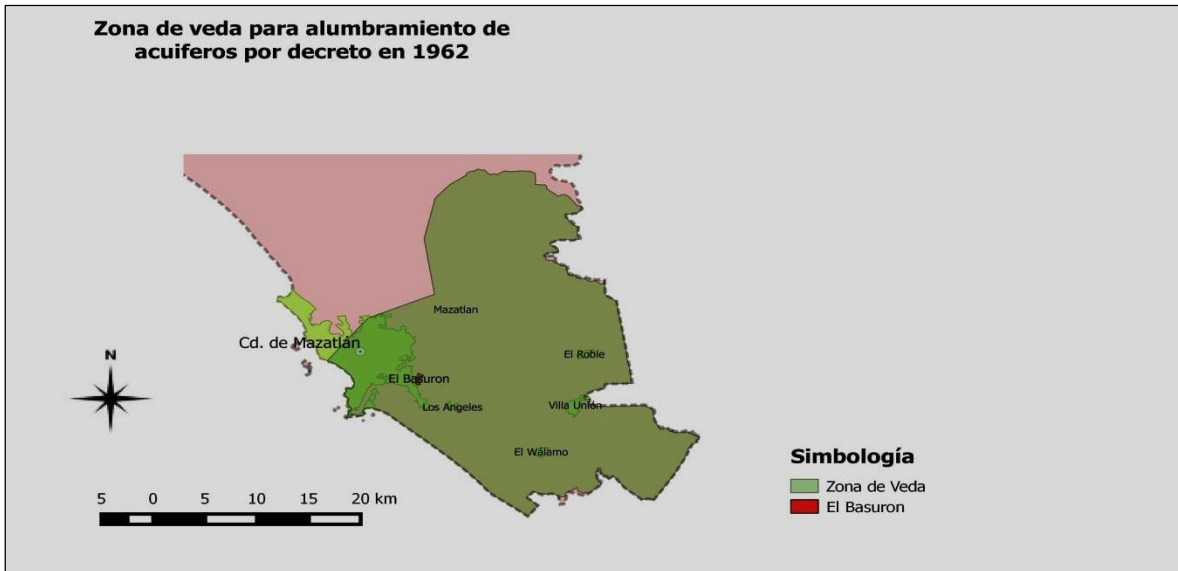 Zona de veda para alumbramiento de
acuiferos por decreto en 1962
Mazatlan
Cd. de Mazatlán
El Roble
El Basuron
Los Angeles
Villa Unión
El Walamo
N
5 0 5 10 15 20 km
Simbología
Zona de Veda
El Basuron